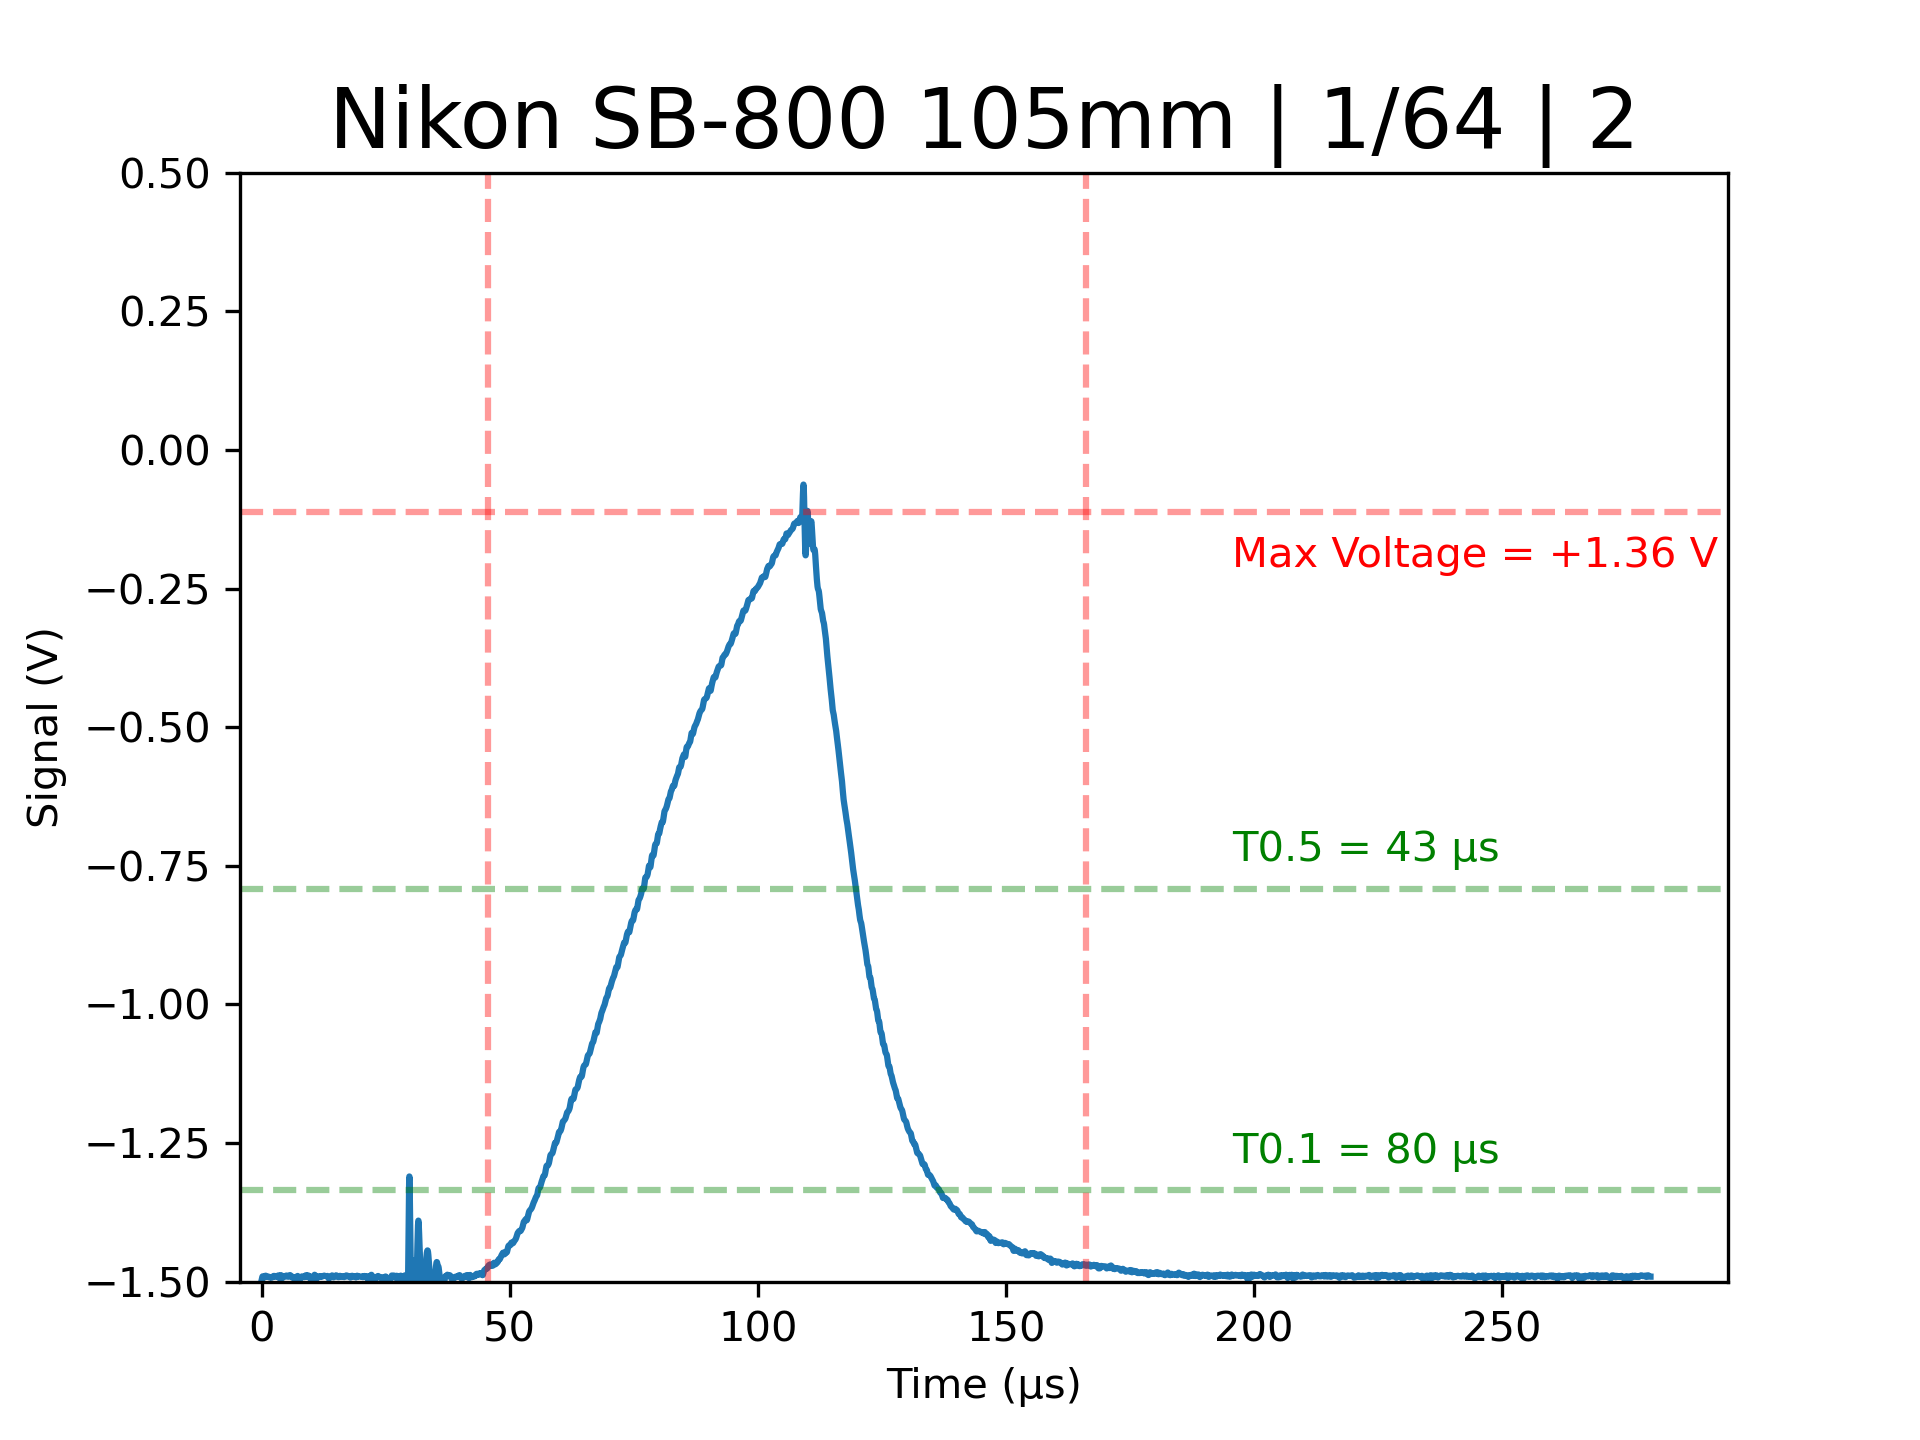 Nikon SB-800 105mm | 1/64 | 2
0.50
0.25
0.00
−0.25
−0.50
−0.75
−1.00
−1.25
−1.50
Signal (V)
Max Voltage = +1.36 V
T0.5 = 43 µs
T0.1 = 80 µs
0 50 100 150 200 250
Time (µs)